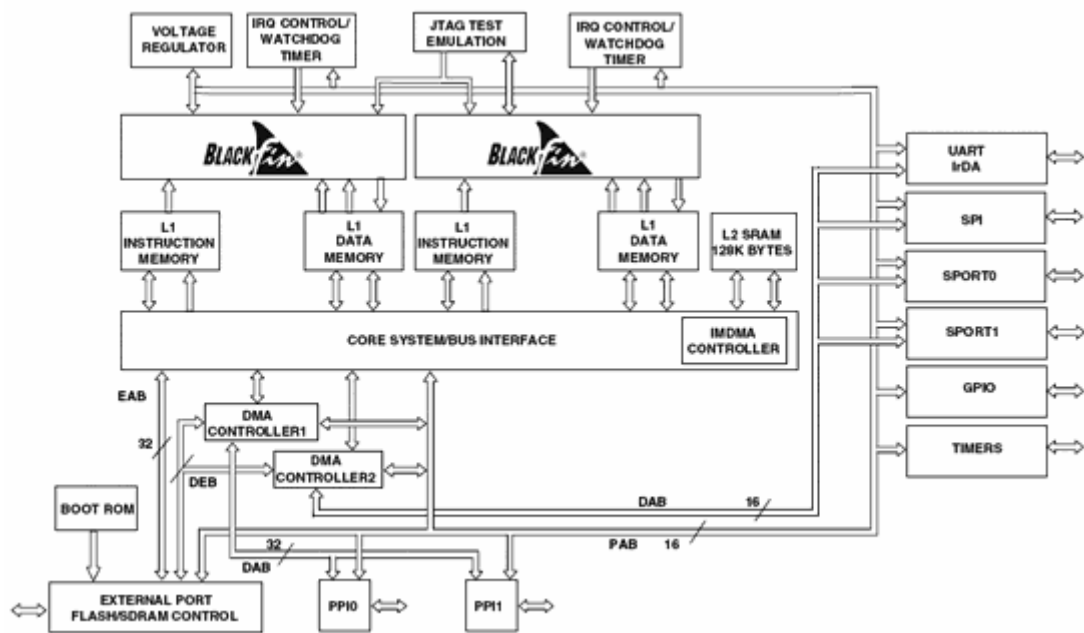 VOLTAGE
REGULATOR
IRQ CONTROL/
WATCHDOG
TIMER
JTAG TEST
EMULATION
IRQ CONTROL/
WATCHDOG
TIMER
BLACKfin®
BLACKfin®
UART
IrDA
L1
INSTRUCTION
MEMORY
L1
DATA
MEMORY
L1
INSTRUCTION
MEMORY
L1
DATA
MEMORY
L2 SRAM
128K BYTES
SPI
SPORT0
CORE SYSTEM/BUS INTERFACE
IMDMA
CONTROLLER
SPORT1
EAB
GPIO
DMA
CONTROLLER1
32
DMA
CONTROLLER2
TIMERS
DEB
DAB
16
BOOT ROM
32
DAB
PAB
16
EXTERNAL PORT
FLASH/SDRAM CONTROL
PPI0
PPI1